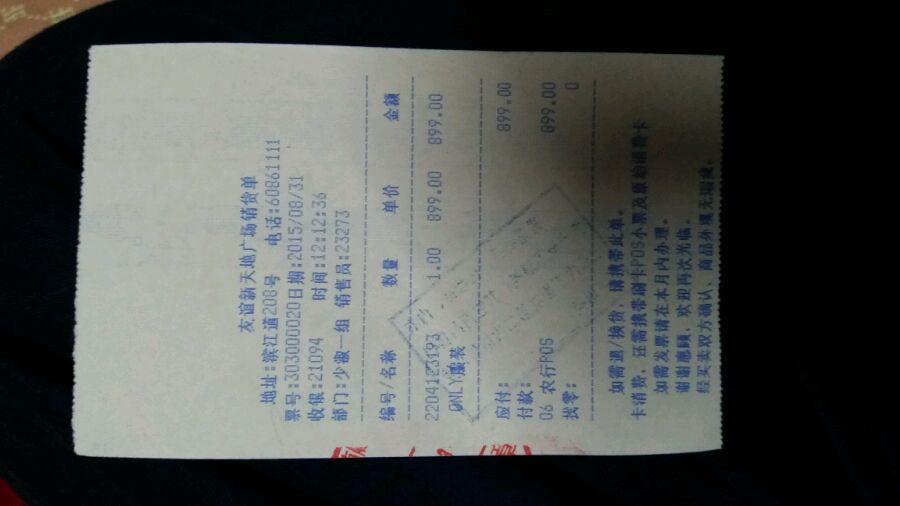 友谊新天地广场销货单
地址:滨江道208号 电话:60861111
票号:303000020日期:2015/08/31
收银:21094 时间:12:12:36
部门:少淑一组 销售员:23273
编号/名称 数量 单价 金额
2204123193 1.00 899.00 899.00
ONLY服装
应付: 899.00
付款:
06 农行POS 899.00
找零: 0
如需退/换货,请携带此单。
卡消费,还需携带刷卡POS小票及原始消费卡
如需发票请在本月内办理。
谢谢惠顾,欢迎再次光临。
经买卖双方确认,商品外观无瑕疵。